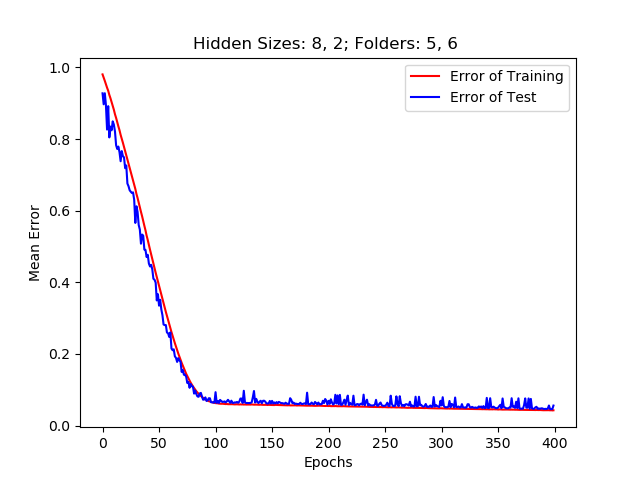 Hidden Sizes: 8, 2; Folders: 5, 6
Error of Training
Error of Test
Mean Error
1.0
0.8
0.6
0.4
0.2
0.0
0 50 100 150 200 250 300 350 400
Epochs